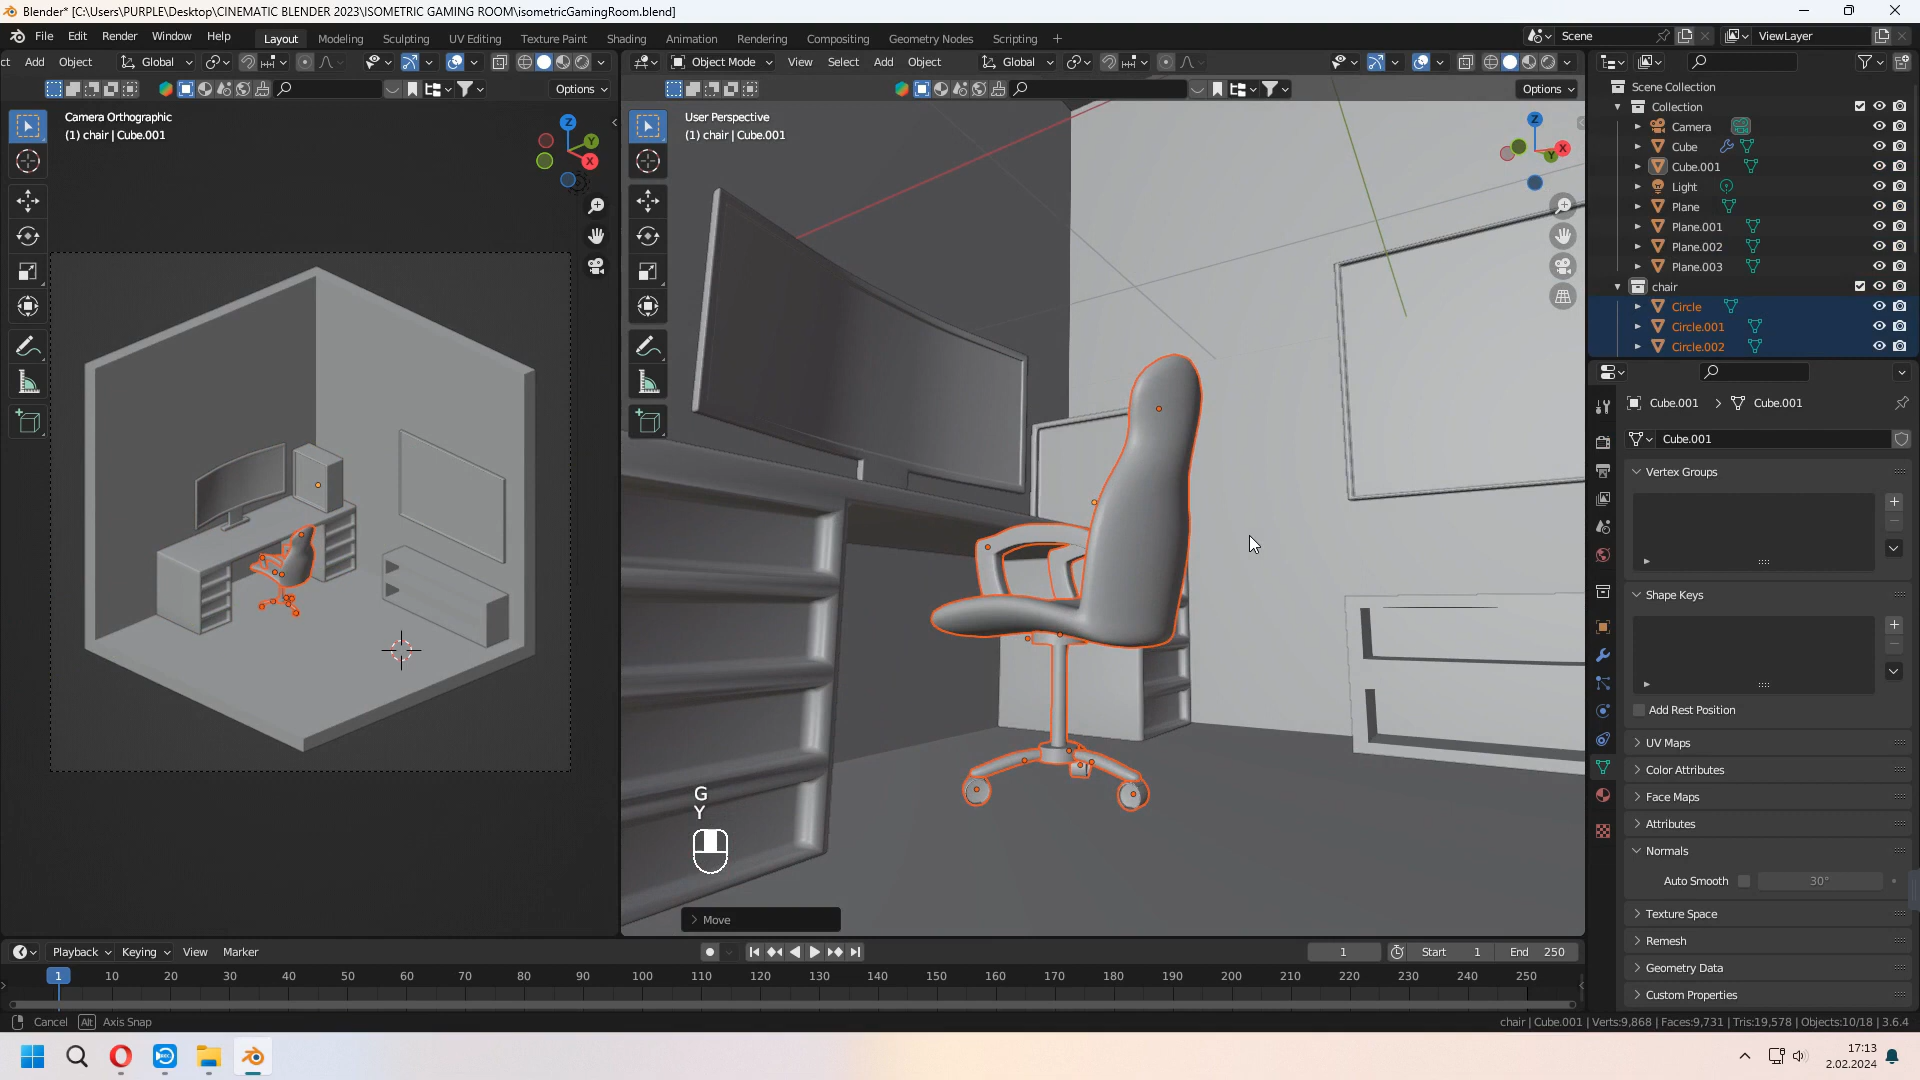 Blender* [C:\Users\PURPLE\Desktop\CINEMATIC BLENDER 2023\ISOMETRIC GAMING ROOM\isometricGamingRoom.blend]
File Edit Render Window Help Layout Modeling Sculpting UV Editing Texture Paint Shading Animation Rendering Compositing Geometry Nodes Scripting + Scene ViewLayer
ct Add Object Global Object Mode View Select Add Object Global
Options Options
Camera Orthographic
(1) chair | Cube.001
User Perspective
(1) chair | Cube.001
Z
Y
X
Z
X
Y
G
Y
Move
Scene Collection
Collection
Camera
Cube
Cube.001
Light
Plane
Plane.001
Plane.002
Plane.003
chair
Circle
Circle.001
Circle.002
Cube.001 > Cube.001
Cube.001
Vertex Groups
Shape Keys
Add Rest Position
UV Maps
Color Attributes
Face Maps
Attributes
Normals
Auto Smooth 30°
Texture Space
Remesh
Geometry Data
Custom Properties
Playback Keying View Marker 1 Start 1 End 250
1 10 20 30 40 50 60 70 80 90 100 110 120 130 140 150 160 170 180 190 200 210 220 230 240 250
Cancel Alt Axis Snap chair | Cube.001 | Verts:9,868 | Faces:9,731 | Tris:19,578 | Objects:10/18 | 3.6.4
REC
17:13
2.02.2024